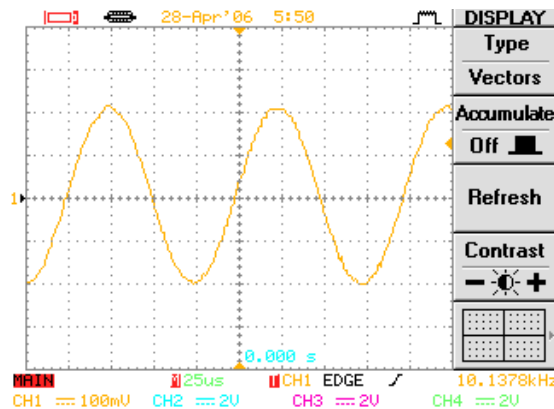 28-Apr'06 5:50
DISPLAY
Type
Vectors
Accumulate
Off
Refresh
Contrast
1
0.000 s
MAIN M 25us T CH1 EDGE 10.1378kHz
CH1 100mV CH2 2V CH3 2V CH4 2V